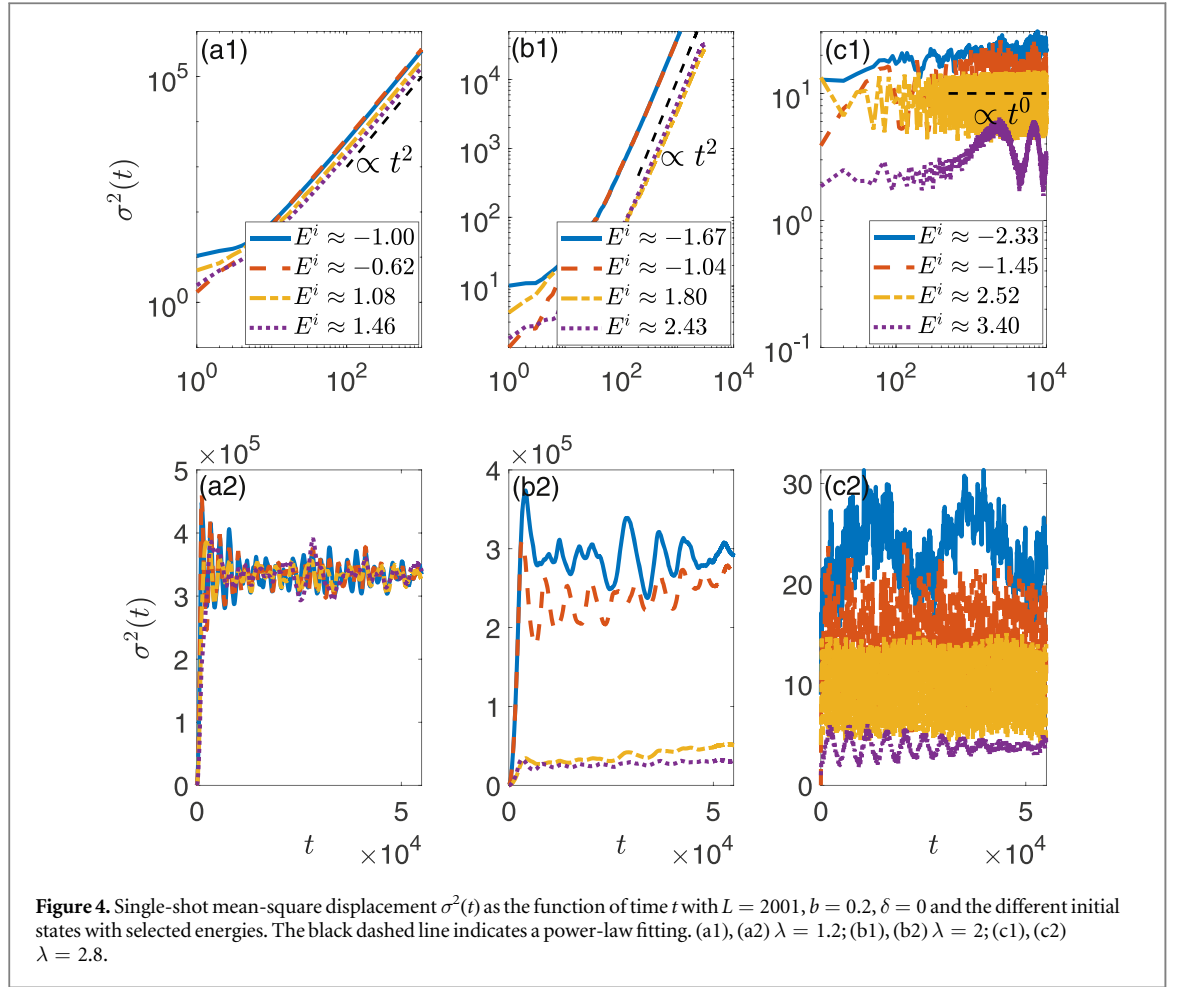 (a1)
10^5
10^0
σ^2(t)
∝ t^2
E^i ≈ −1.00
E^i ≈ −0.62
E^i ≈ 1.08
E^i ≈ 1.46
10^0
10^2
(b1)
10^4
10^3
10^2
10^1
∝ t^2
E^i ≈ −1.67
E^i ≈ −1.04
E^i ≈ 1.80
E^i ≈ 2.43
10^0
10^2
10^4
(c1)
10^1
10^0
10^-1
∝ t^0
E^i ≈ −2.33
E^i ≈ −1.45
E^i ≈ 2.52
E^i ≈ 3.40
10^2
10^4
×10^5
(a2)
5
4
3
2
1
0
σ^2(t)
0
5
t
×10^4
×10^5
(b2)
4
3
2
1
0
0
5
t
×10^4
(c2)
30
20
10
0
0
5
t
×10^4
Figure 4. Single-shot mean-square displacement σ^2(t) as the function of time t with L = 2001, b = 0.2, δ = 0 and the different initial
states with selected energies. The black dashed line indicates a power-law fitting. (a1), (a2) λ = 1.2; (b1), (b2) λ = 2; (c1), (c2)
λ = 2.8.